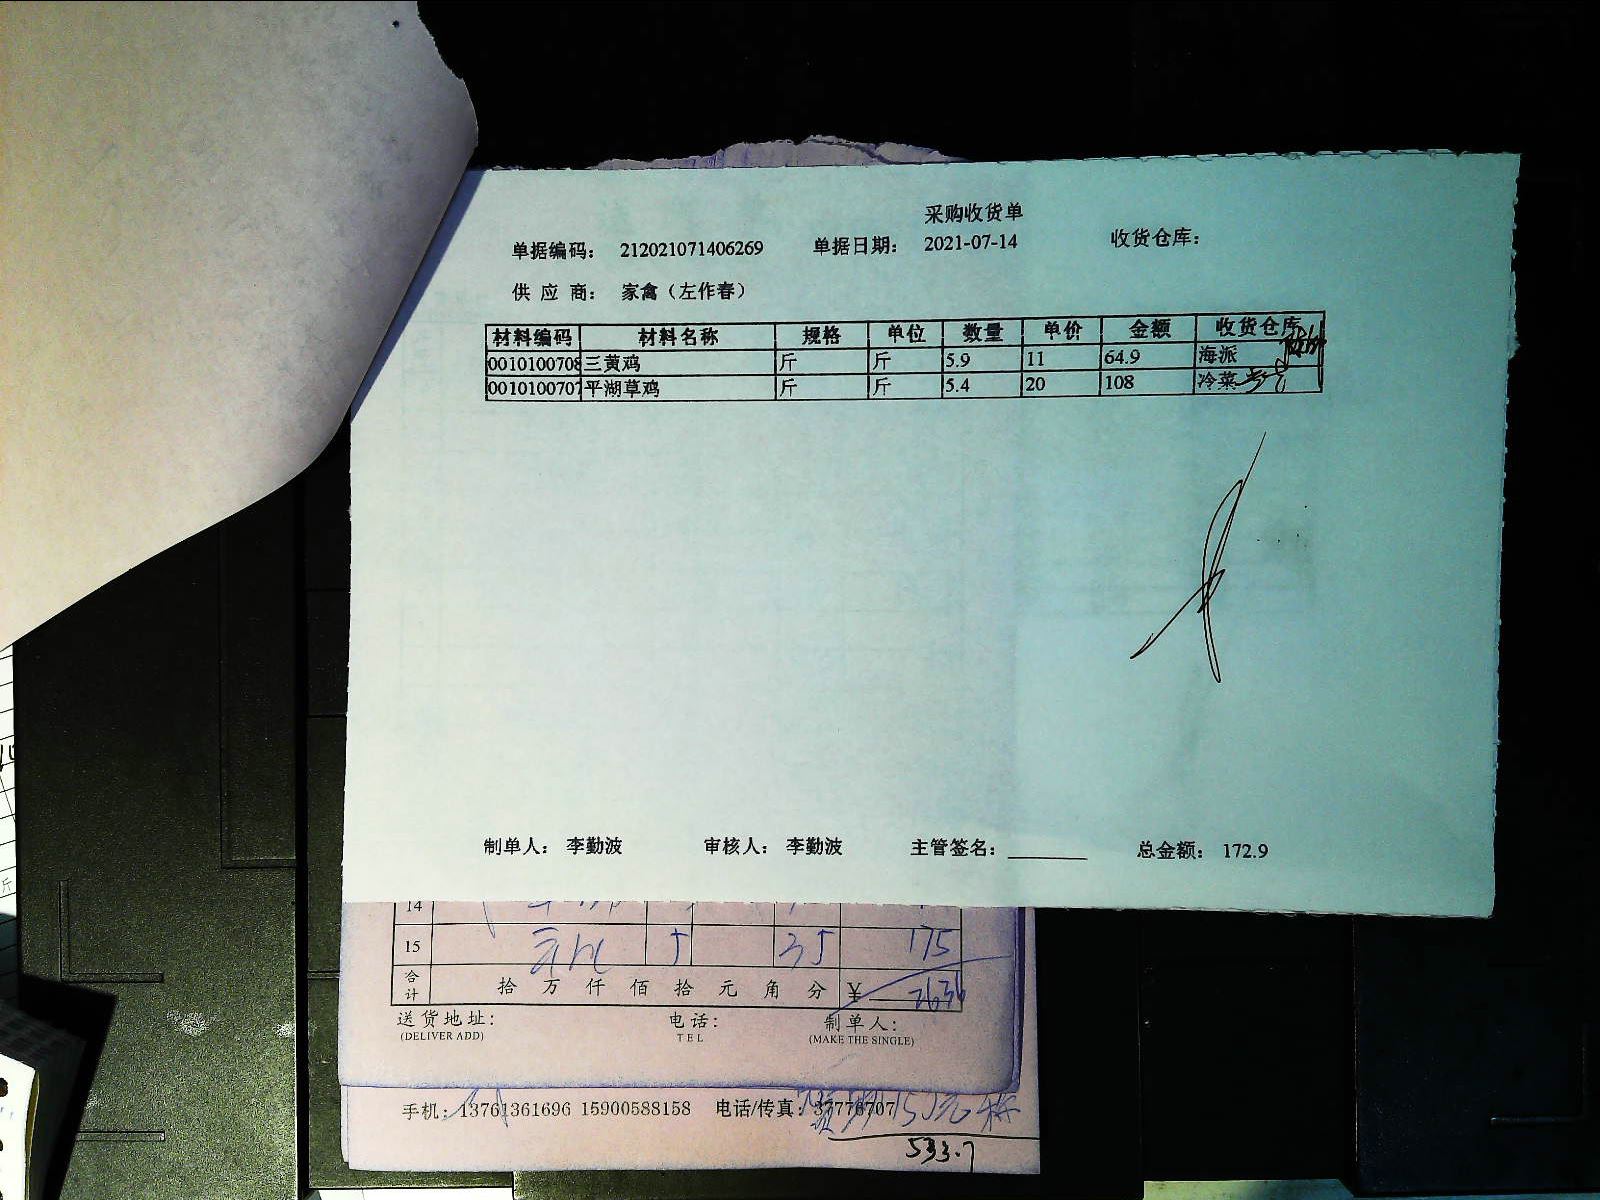 采购收货单
单据编码： 212021071406269 单据日期： 2021-07-14 收货仓库：
供 应 商： 家禽（左作春）
材料编码 材料名称 规格 单位 数量 单价 金额 收货仓库
0010100708 三黄鸡 斤 斤 5.9 11 64.9 海派
0010100707 平湖草鸡 斤 斤 5.4 20 108 冷菜
制单人： 李勤波 审核人： 李勤波 主管签名： 总金额： 172.9
14
15 5 35 175
合计 拾 万 仟 佰 拾 元 角 分 ¥
送货地址： 电话： 制单人：
(DELIVER ADD) TEL (MAKE THE SINGLE)
手机：13761361696 15900588158 电话/传真：37776707
533.7